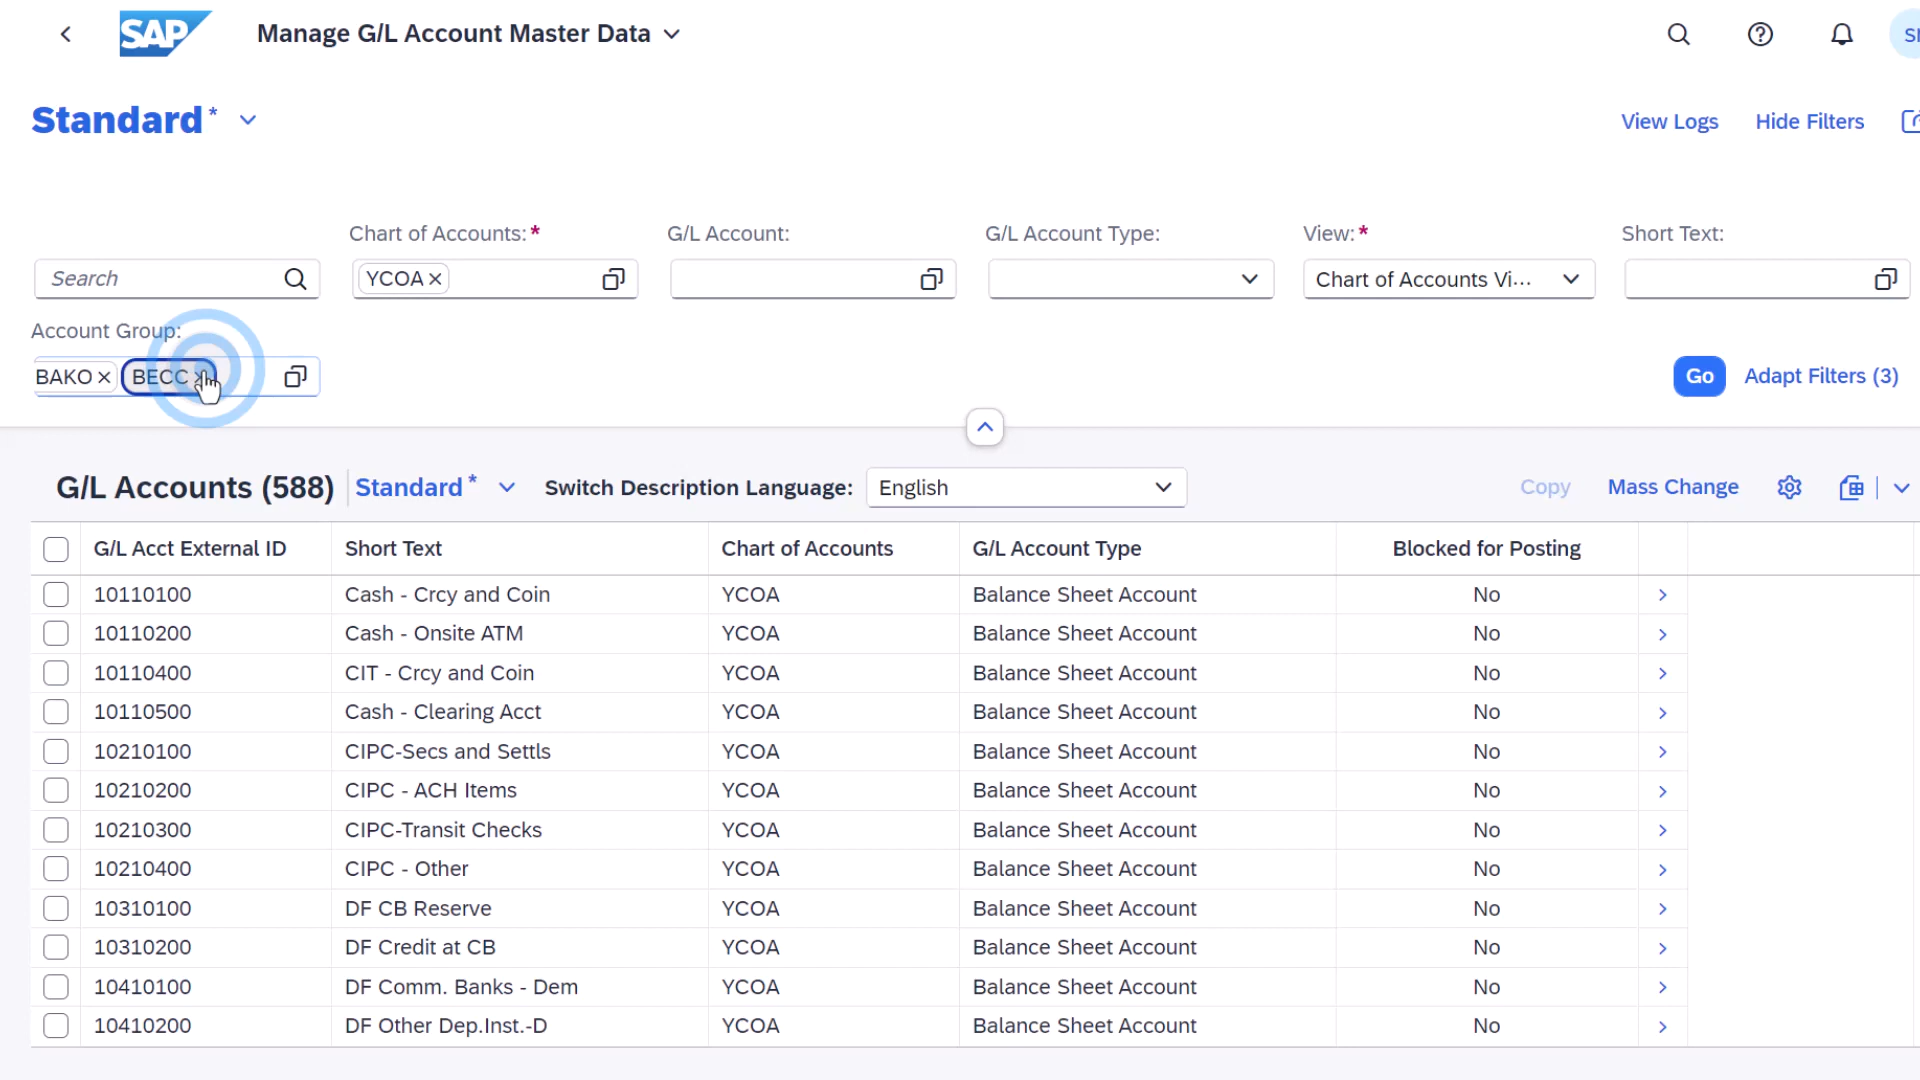 SAP Manage G/L Account Master Data
Standard *
View Logs Hide Filters
Chart of Accounts:* G/L Account: G/L Account Type: View:* Short Text:
Search YCOA Chart of Accounts Vi...
Account Group:
BAKO BECC Go Adapt Filters (3)
G/L Accounts (588) Standard * Switch Description Language: English Copy Mass Change
G/L Acct External ID Short Text Chart of Accounts G/L Account Type Blocked for Posting
10110100 Cash - Crcy and Coin YCOA Balance Sheet Account No
10110200 Cash - Onsite ATM YCOA Balance Sheet Account No
10110400 CIT - Crcy and Coin YCOA Balance Sheet Account No
10110500 Cash - Clearing Acct YCOA Balance Sheet Account No
10210100 CIPC-Secs and Settls YCOA Balance Sheet Account No
10210200 CIPC - ACH Items YCOA Balance Sheet Account No
10210300 CIPC-Transit Checks YCOA Balance Sheet Account No
10210400 CIPC - Other YCOA Balance Sheet Account No
10310100 DF CB Reserve YCOA Balance Sheet Account No
10310200 DF Credit at CB YCOA Balance Sheet Account No
10410100 DF Comm. Banks - Dem YCOA Balance Sheet Account No
10410200 DF Other Dep.Inst.-D YCOA Balance Sheet Account No